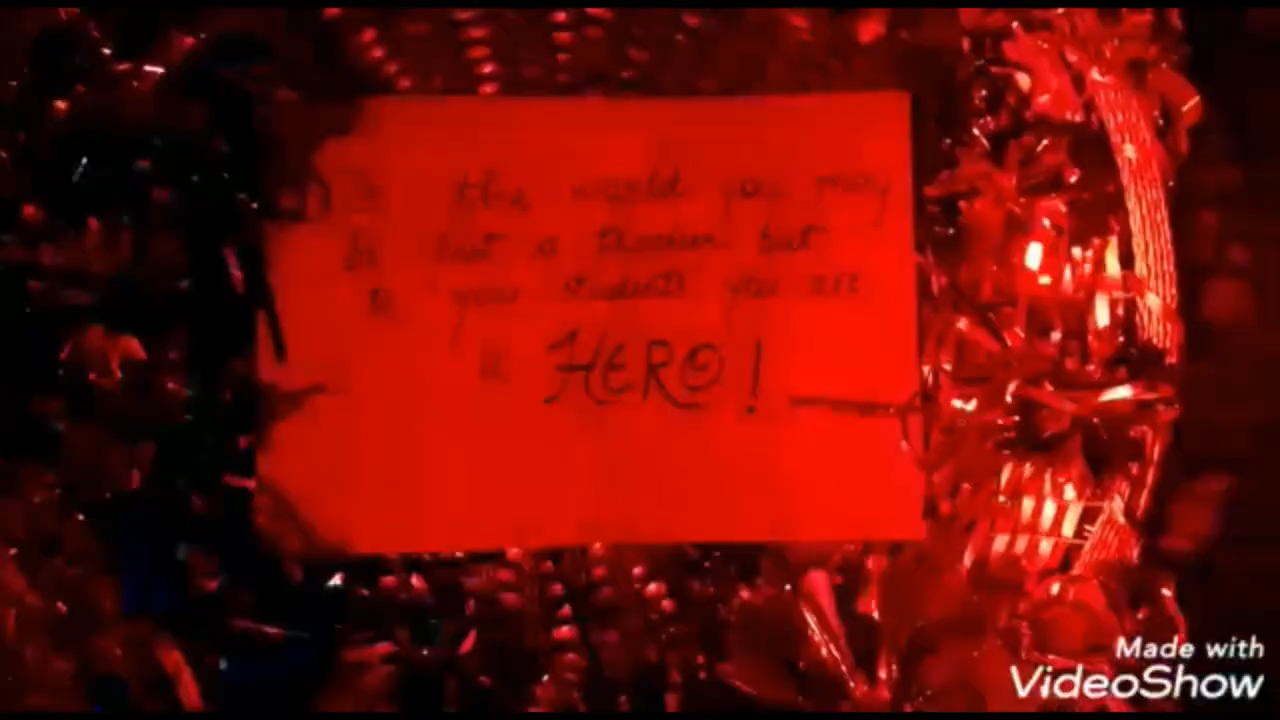 To the world you may
be just a Teacher but
to your students you are
a HERO!
Made with
VideoShow